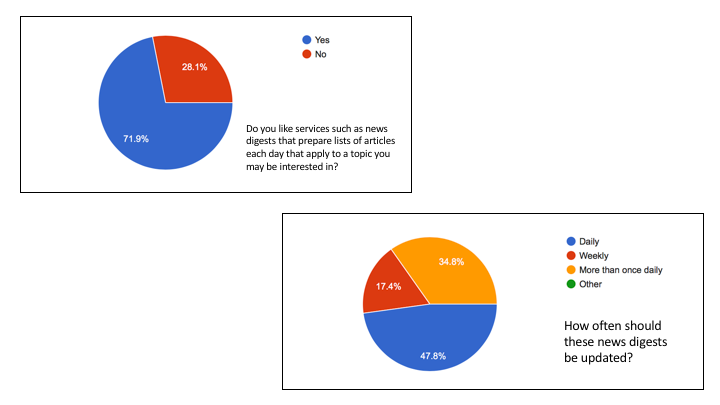 Yes
No
28.1%
71.9%
Do you like services such as news
digests that prepare lists of articles
each day that apply to a topic you
may be interested in?
Daily
Weekly
More than once daily
Other
34.8%
17.4%
47.8%
How often should
these news digests
be updated?